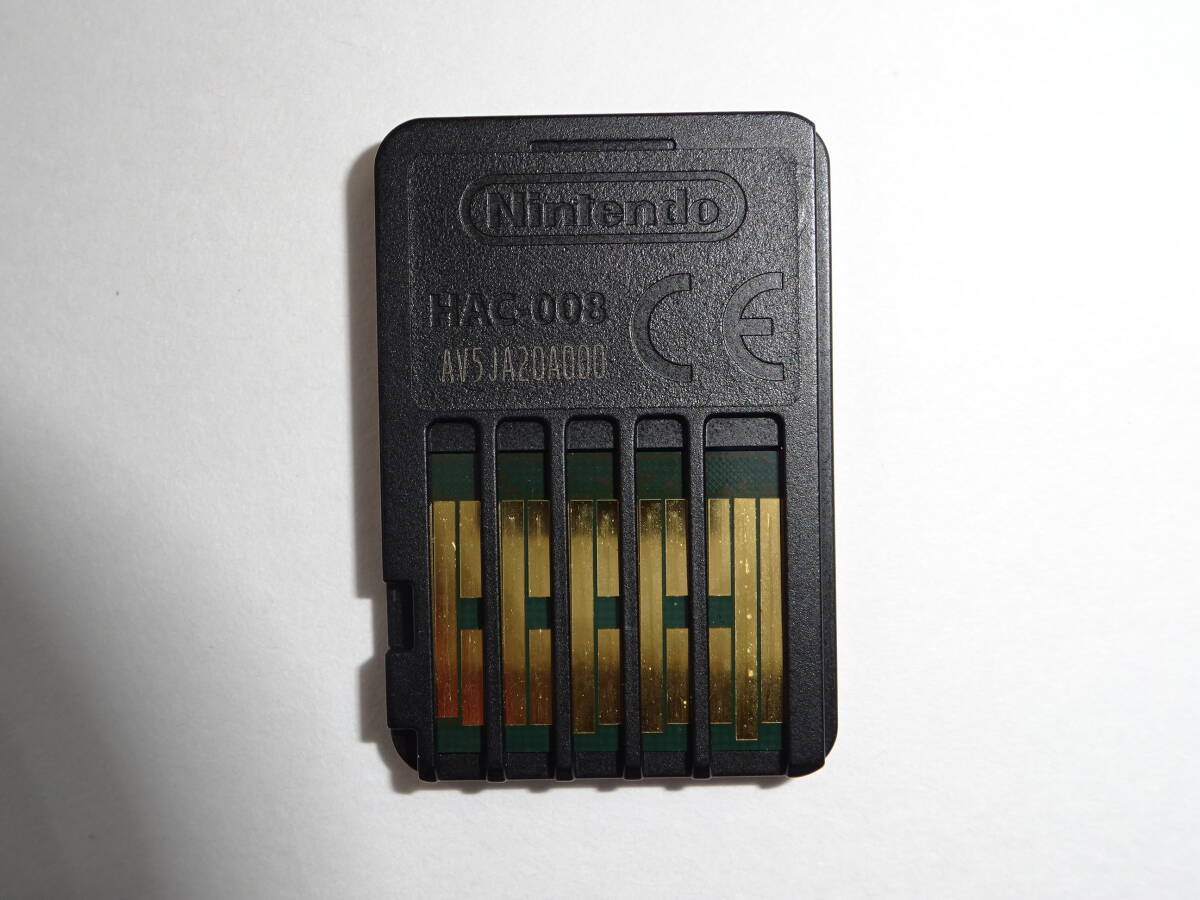 Nintendo
HAC-008
CE
AV5JA20A000